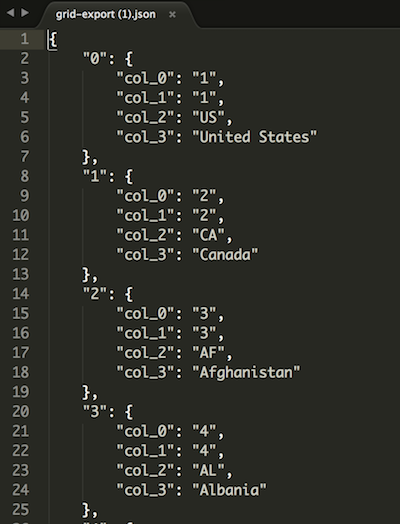 grid-export (1).json ×
1 {
2 "0": {
3 "col_0": "1",
4 "col_1": "1",
5 "col_2": "US",
6 "col_3": "United States"
7 },
8 "1": {
9 "col_0": "2",
10 "col_1": "2",
11 "col_2": "CA",
12 "col_3": "Canada"
13 },
14 "2": {
15 "col_0": "3",
16 "col_1": "3",
17 "col_2": "AF",
18 "col_3": "Afghanistan"
19 },
20 "3": {
21 "col_0": "4",
22 "col_1": "4",
23 "col_2": "AL",
24 "col_3": "Albania"
25 },